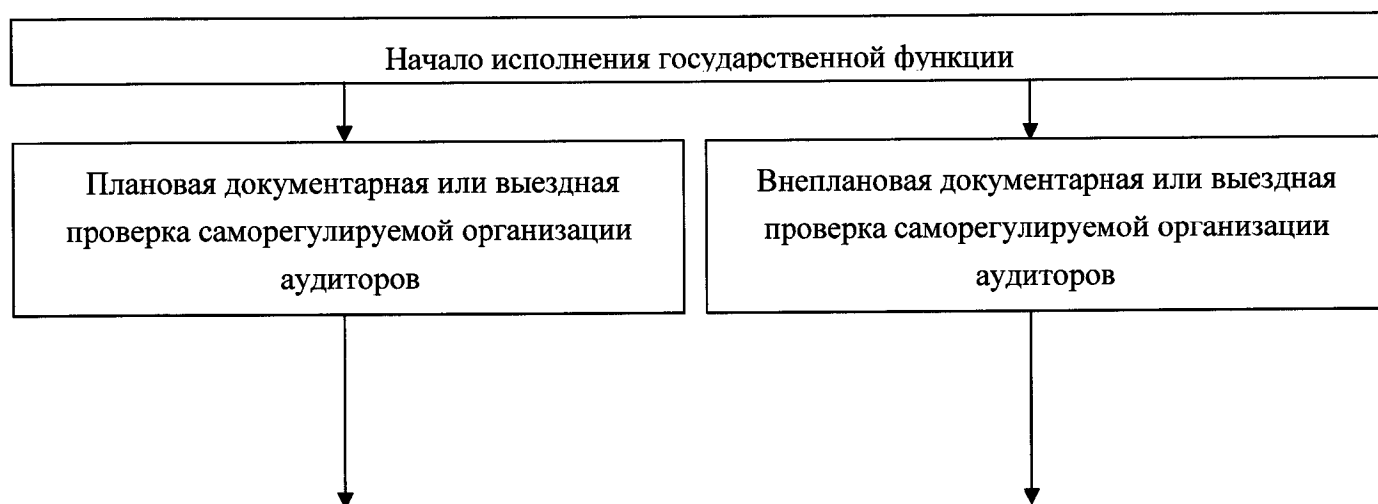 Начало исполнения государственной функции
Плановая документарная или выездная
проверка саморегулируемой организации
аудиторов
Внеплановая документарная или выездная
проверка саморегулируемой организации
аудиторов